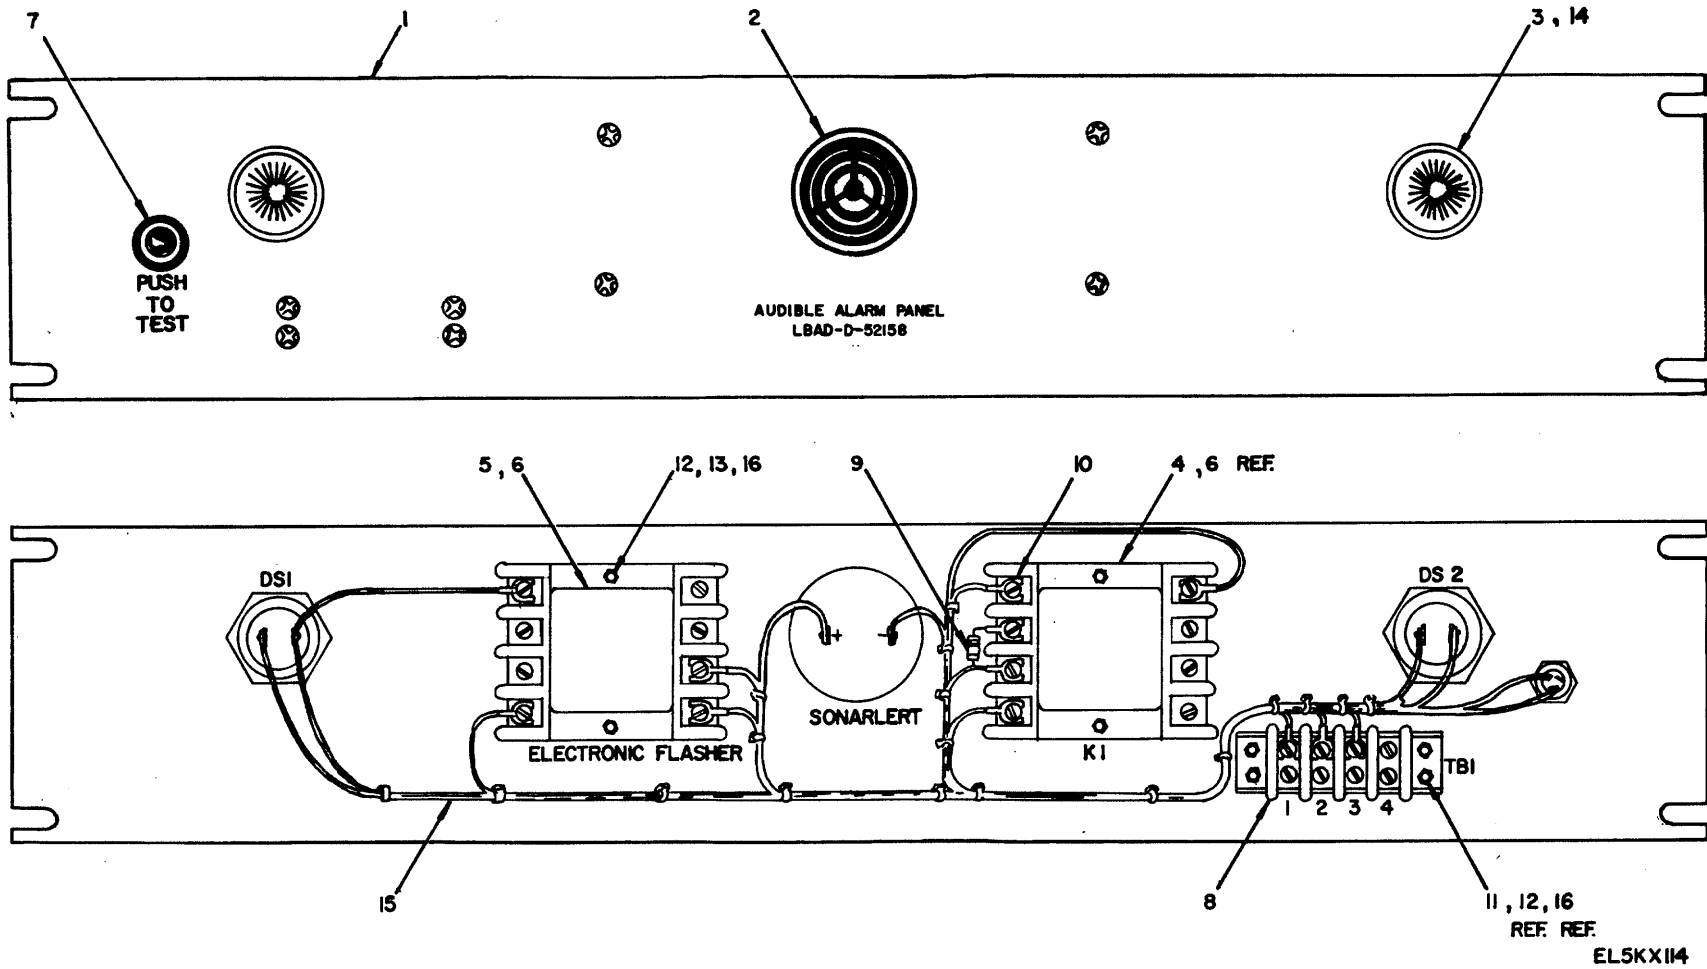 7
1
2
3, 14
PUSH
TO
TEST
AUDIBLE ALARM PANEL
LBAD-D-52158
5, 6
12, 13, 16
9
10
4, 6 REF.
DS1
DS 2
+
-
SONARLERT
ELECTRONIC FLASHER
K1
TB1
1 2 3 4
15
8
11, 12, 16
REF. REF.
EL5KX114